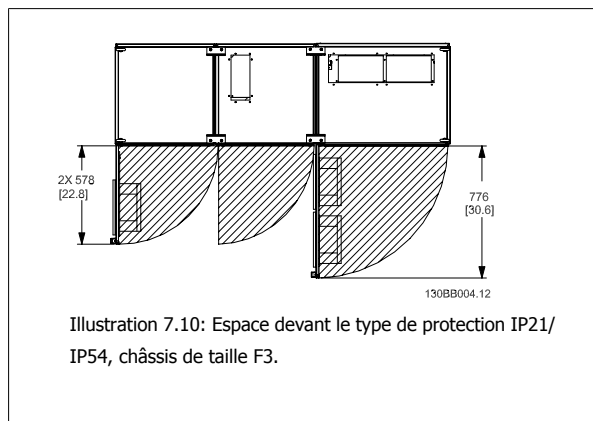 2X 578
[22.8]
776
[30.6]
130BB004.12
Illustration 7.10: Espace devant le type de protection IP21/
IP54, châssis de taille F3.